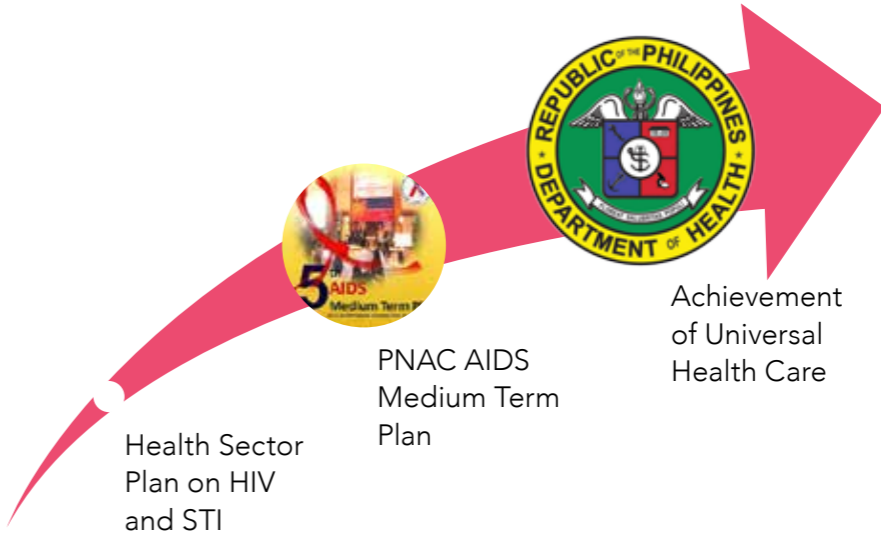 REPUBLIC OF THE PHILIPPINES
DEPARTMENT OF HEALTH
5th
AIDS
Medium Term
Health Sector
Plan on HIV
and STI
PNAC AIDS
Medium Term
Plan
Achievement
of Universal
Health Care